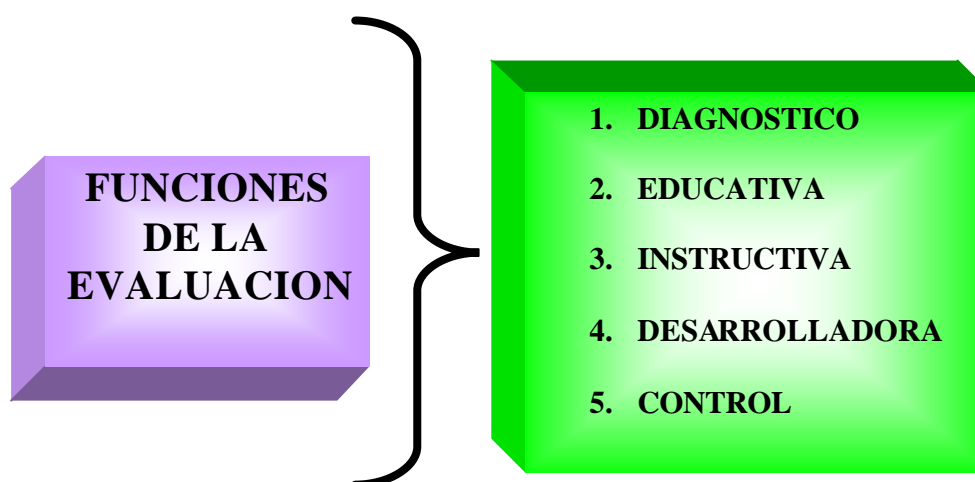 FUNCIONES
DE LA
EVALUACION
1. DIAGNOSTICO
2. EDUCATIVA
3. INSTRUCTIVA
4. DESARROLLADORA
5. CONTROL